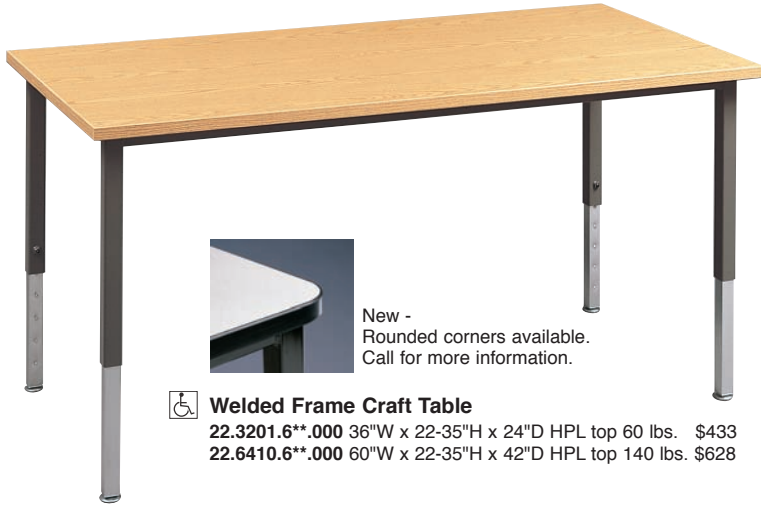 New -
Rounded corners available.
Call for more information.
Welded Frame Craft Table
22.3201.6**.000 36"W x 22-35"H x 24"D HPL top 60 lbs. $433
22.6410.6**.000 60"W x 22-35"H x 42"D HPL top 140 lbs. $628